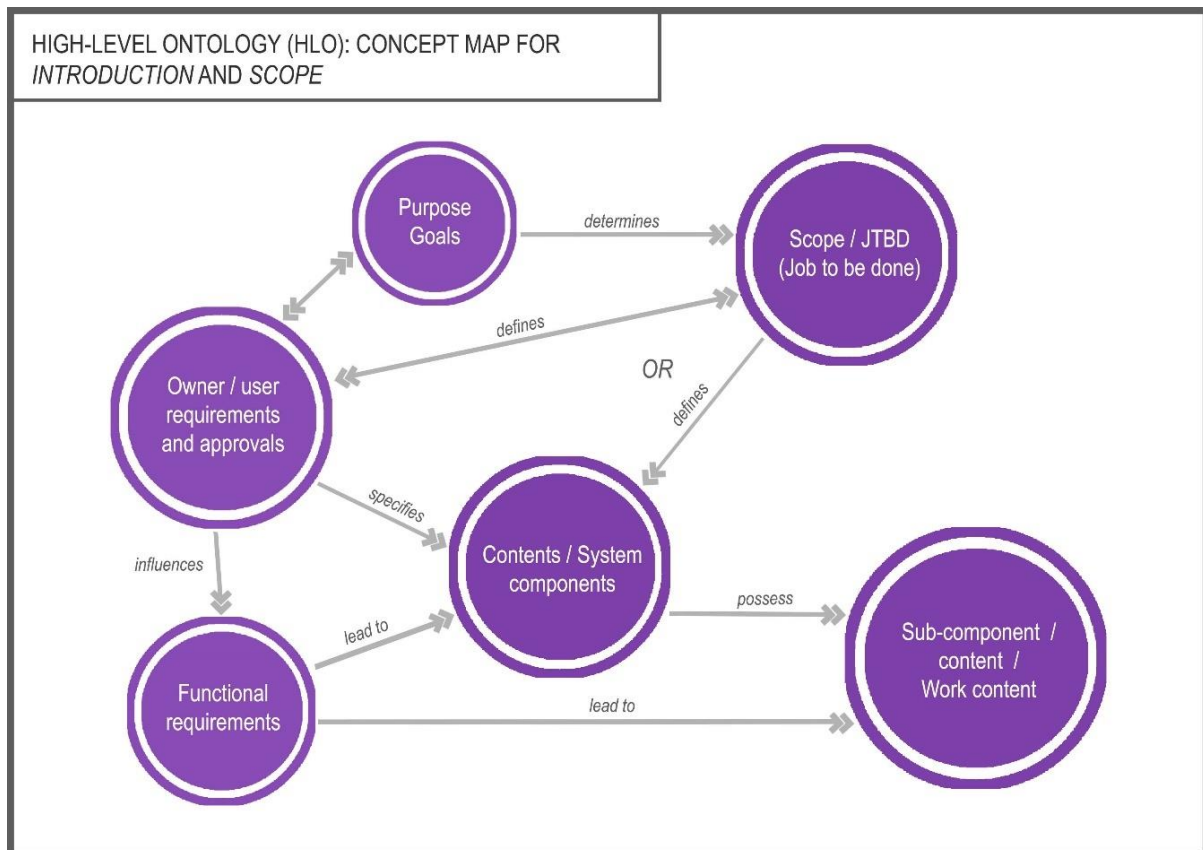 HIGH-LEVEL ONTOLOGY (HLO): CONCEPT MAP FOR
INTRODUCTION AND SCOPE
Purpose
Goals
determines
Scope / JTBD
(Job to be done)
defines
OR
defines
Owner / user
requirements
and approvals
specifies
influences
Contents / System
components
possess
lead to
Sub-component /
content /
Work content
Functional
requirements
lead to